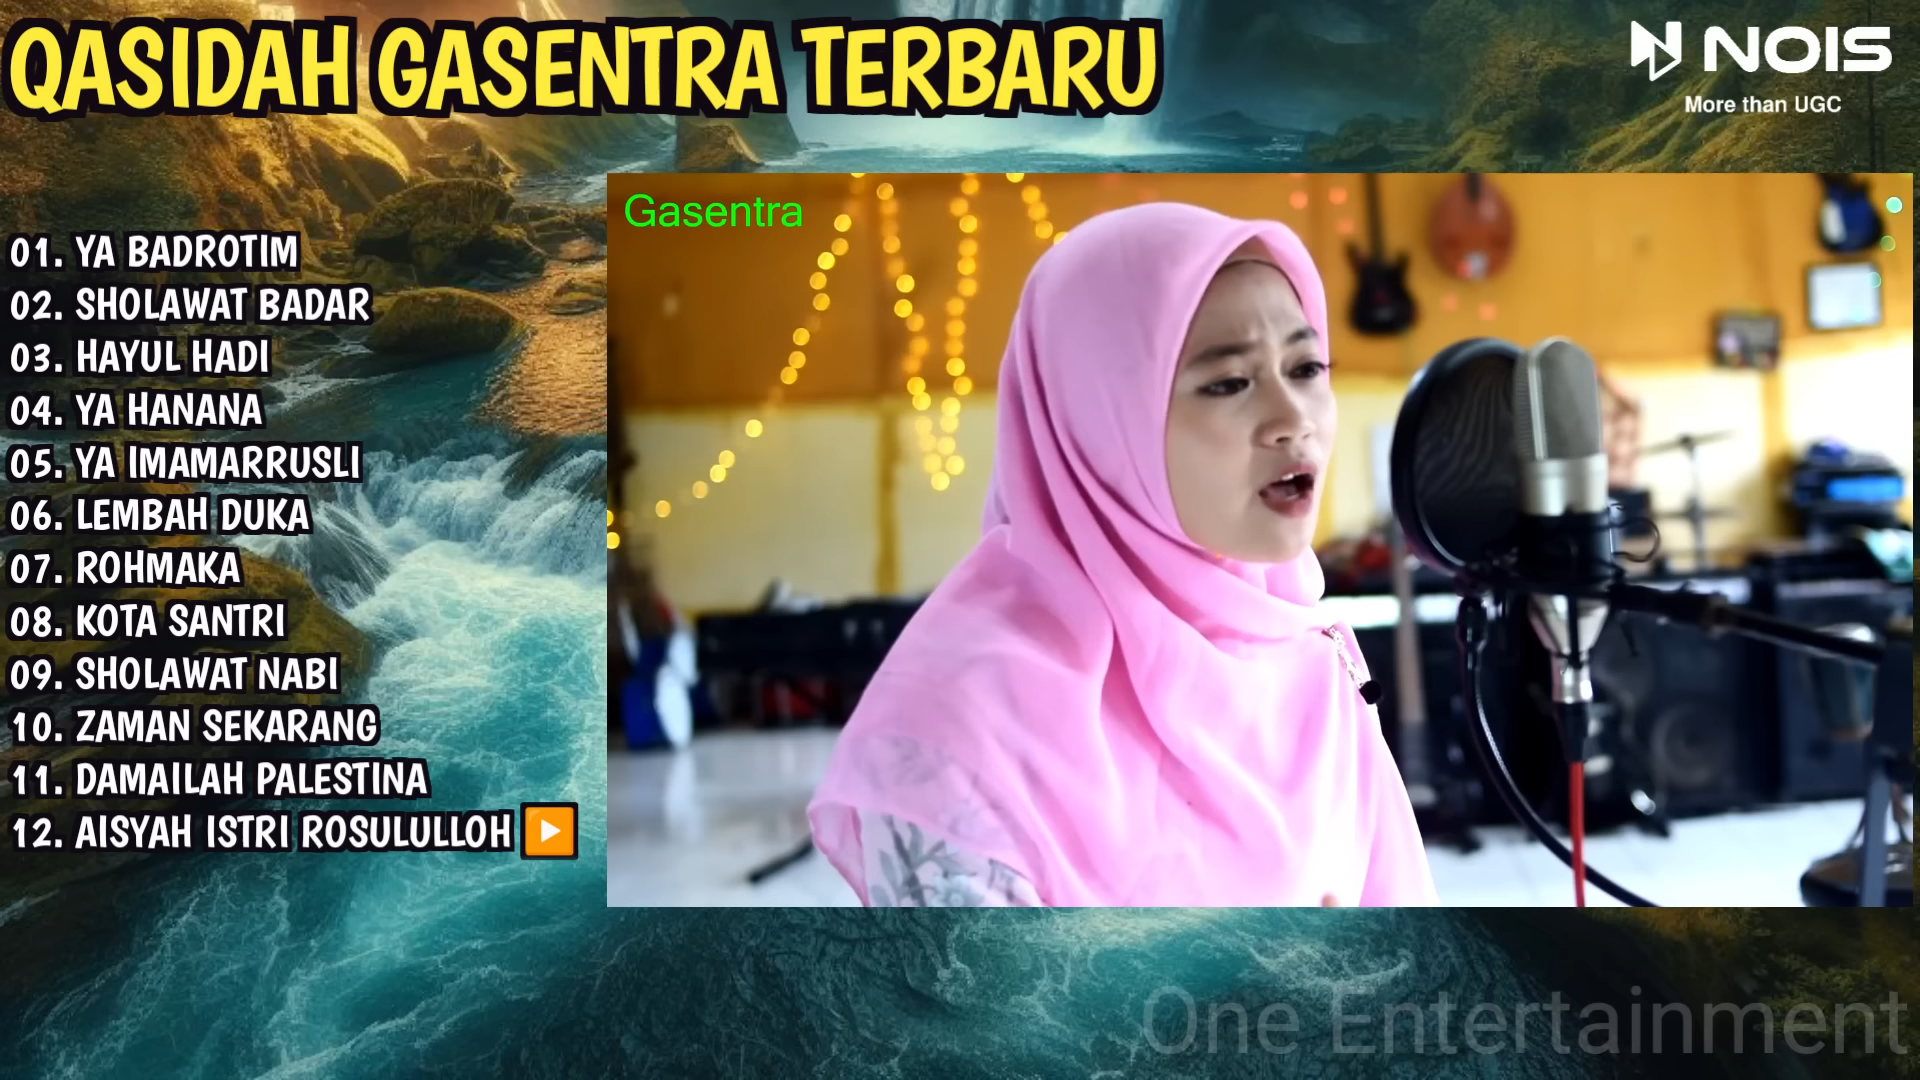 QASIDAH GASENTRA TERBARU
NOIS
More than UGC
Gasentra
01. YA BADROTIM
02. SHOLAWAT BADAR
03. HAYUL HADI
04. YA HANANA
05. YA IMAMARRUSLI
06. LEMBAH DUKA
07. ROHMAKA
08. KOTA SANTRI
09. SHOLAWAT NABI
10. ZAMAN SEKARANG
11. DAMAILAH PALESTINA
12. AISYAH ISTRI ROSULULLOH
One Entertainment